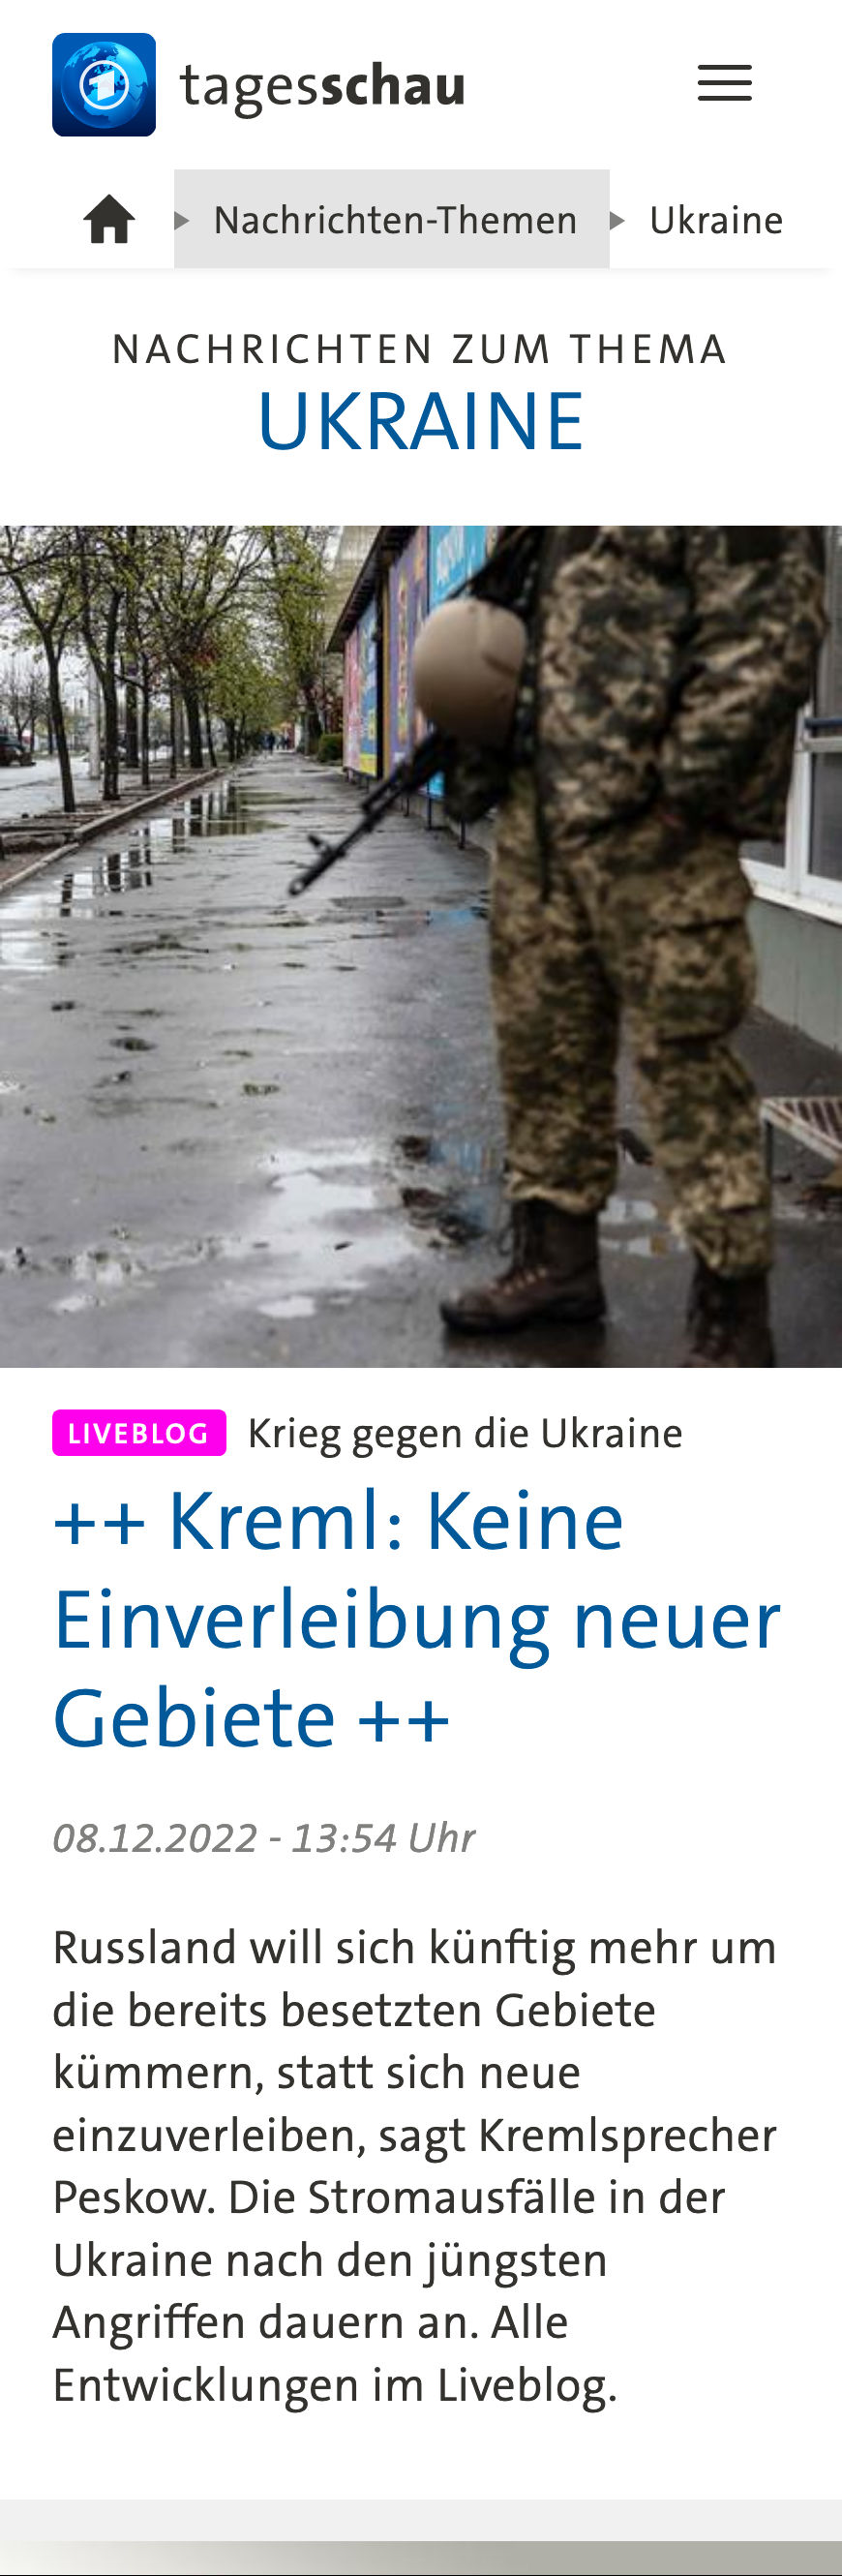 tagesschau
Nachrichten-Themen Ukraine
NACHRICHTEN ZUM THEMA
UKRAINE
LIVEBLOG Krieg gegen die Ukraine
++ Kreml: Keine
Einverleibung neuer
Gebiete ++
08.12.2022 - 13:54 Uhr
Russland will sich künftig mehr um
die bereits besetzten Gebiete
kümmern, statt sich neue
einzuverleiben, sagt Kremlsprecher
Peskow. Die Stromausfälle in der
Ukraine nach den jüngsten
Angriffen dauern an. Alle
Entwicklungen im Liveblog.